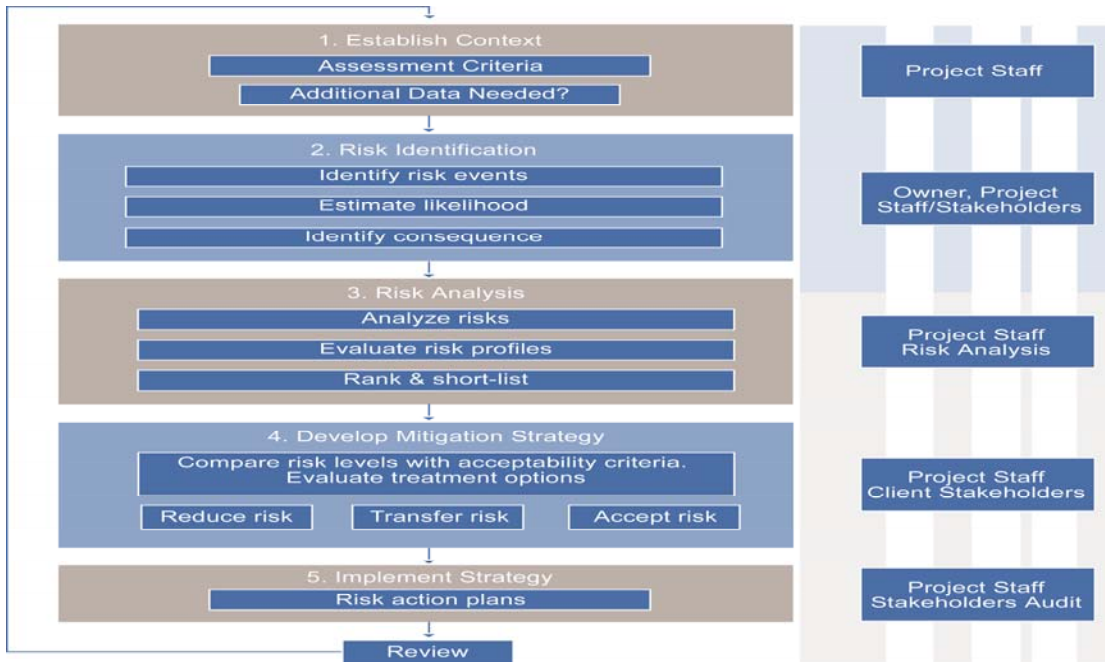 1. Establish Context
Assessment Criteria
Additional Data Needed?
Project Staff
2. Risk Identification
Identify risk events
Estimate likelihood
Identify consequence
Owner, Project
Staff/Stakeholders
3. Risk Analysis
Analyze risks
Evaluate risk profiles
Rank & short-list
Project Staff
Risk Analysis
4. Develop Mitigation Strategy
Compare risk levels with acceptability criteria.
Evaluate treatment options
Reduce risk
Transfer risk
Accept risk
Project Staff
Client Stakeholders
5. Implement Strategy
Risk action plans
Project Staff
Stakeholders Audit
Review